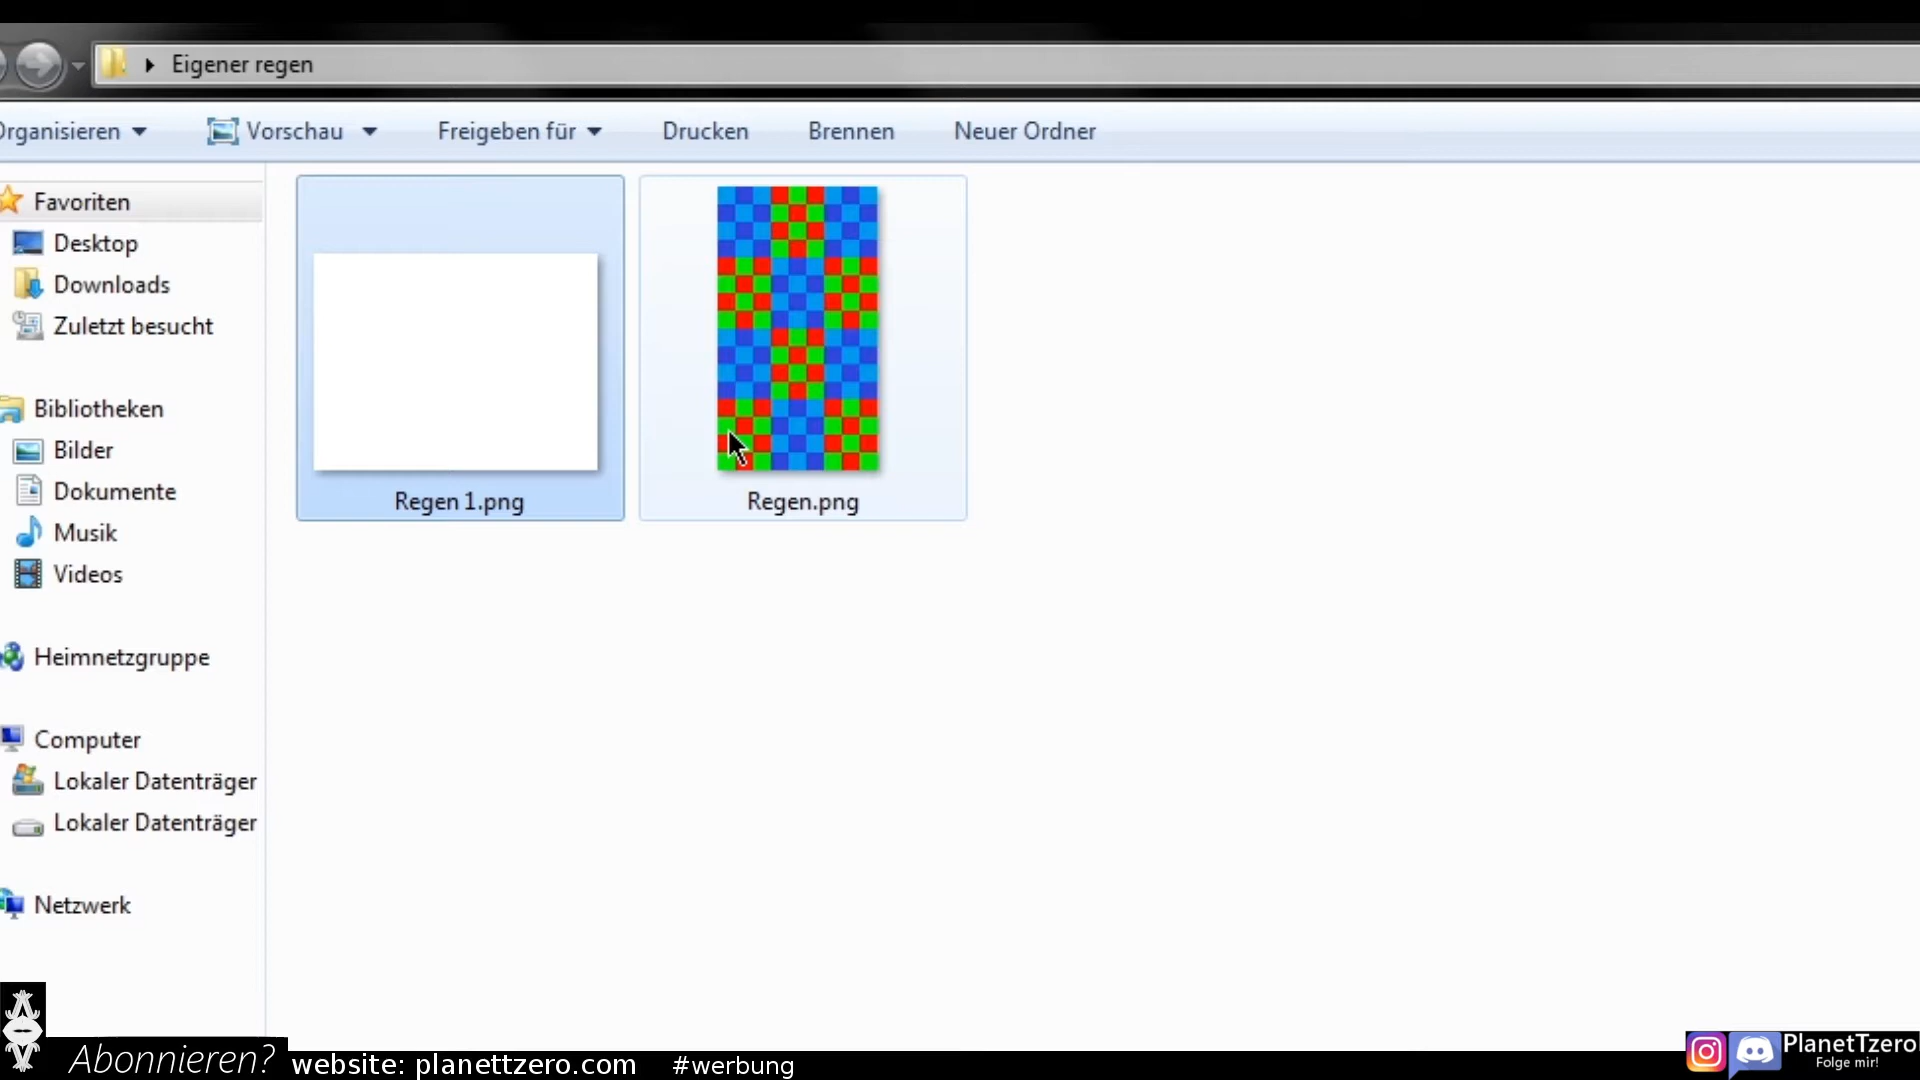 Eigener regen
Organisieren
Vorschau
Freigeben für
Drucken
Brennen
Neuer Ordner
Favoriten
Desktop
Downloads
Zuletzt besucht
Bibliotheken
Bilder
Dokumente
Musik
Videos
Heimnetzgruppe
Computer
Lokaler Datenträger
Lokaler Datenträger
Netzwerk
Regen 1.png
Regen.png
Abonnieren?
website: planettzero.com
#werbung
PlanetTzero
Folge mir!